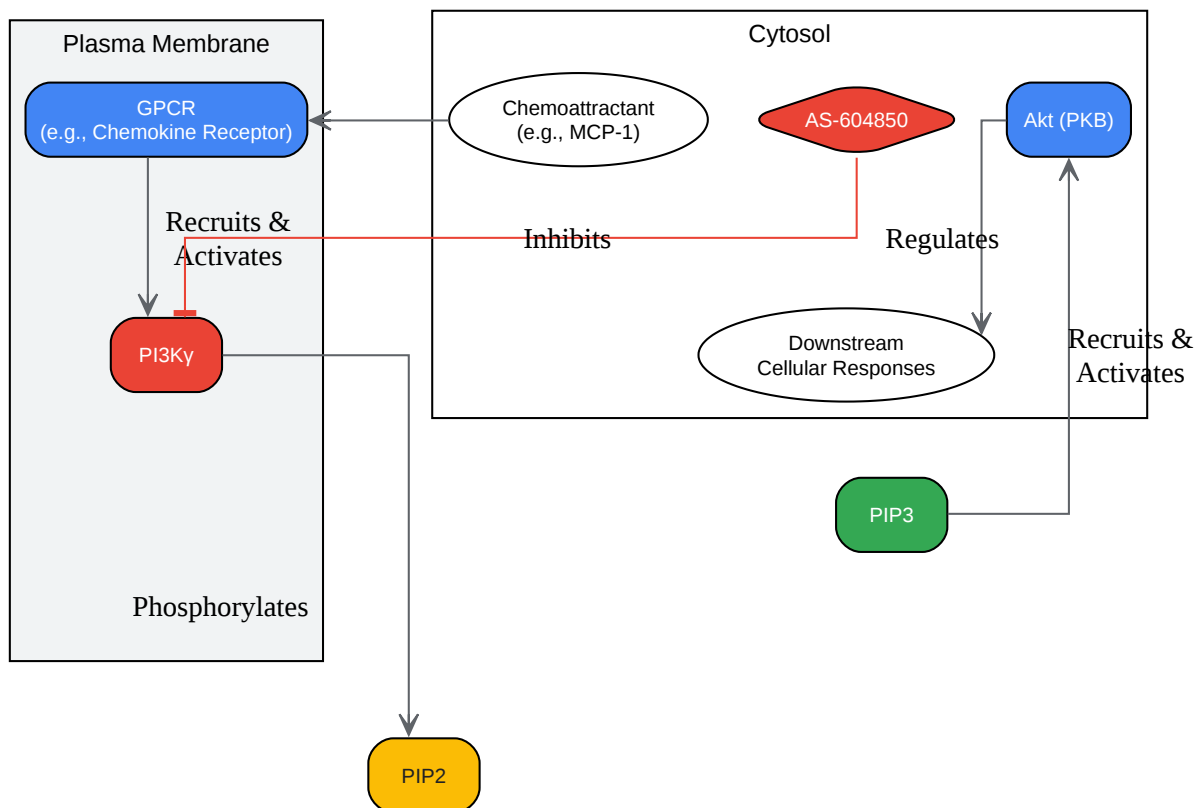 Plasma Membrane
Cytosol
GPCR
(e.g., Chemokine Receptor)
Chemoattractant
(e.g., MCP-1)
AS-604850
Akt (PKB)
Recruits &
Activates
Inhibits
Regulates
PI3Kγ
Downstream
Cellular Responses
Recruits &
Activates
PIP3
Phosphorylates
PIP2